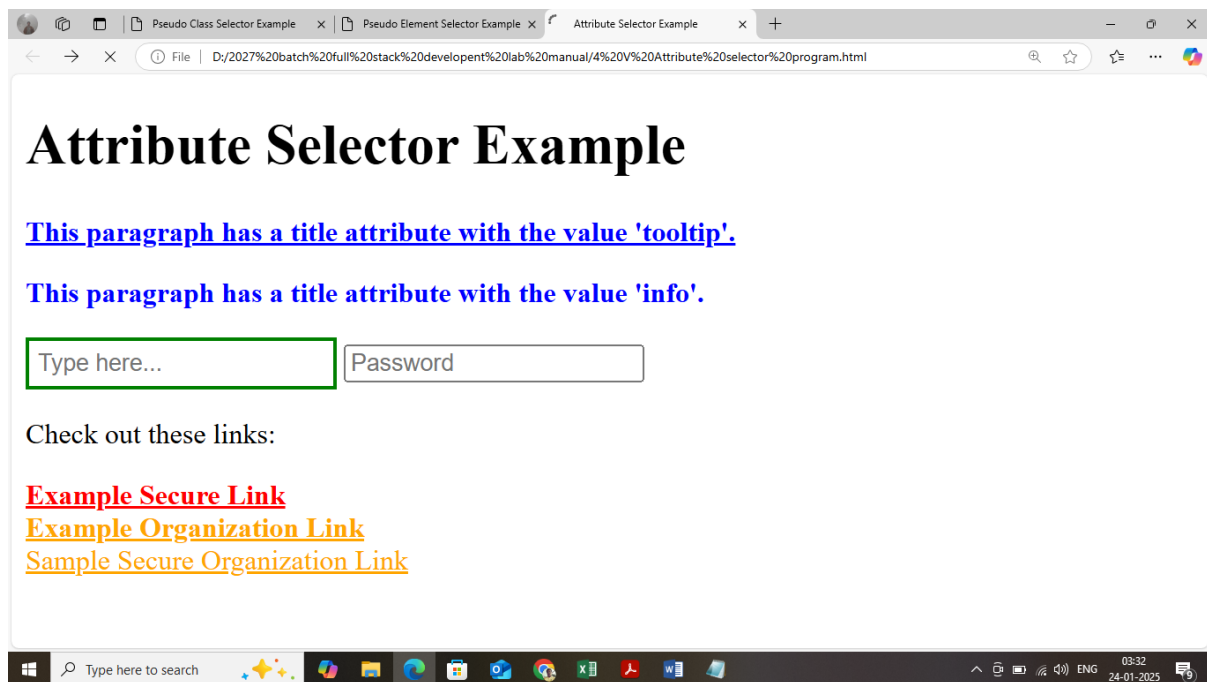 Pseudo Class Selector Example
Pseudo Element Selector Example
Attribute Selector Example
File D:/2027%20batch%20full%20stack%20developent%20lab%20manual/4%20V%20Attribute%20selector%20program.html
Attribute Selector Example
This paragraph has a title attribute with the value 'tooltip'.
This paragraph has a title attribute with the value 'info'.
Type here... Password
Check out these links:
Example Secure Link
Example Organization Link
Sample Secure Organization Link
Type here to search
ENG
03:32
24-01-2025